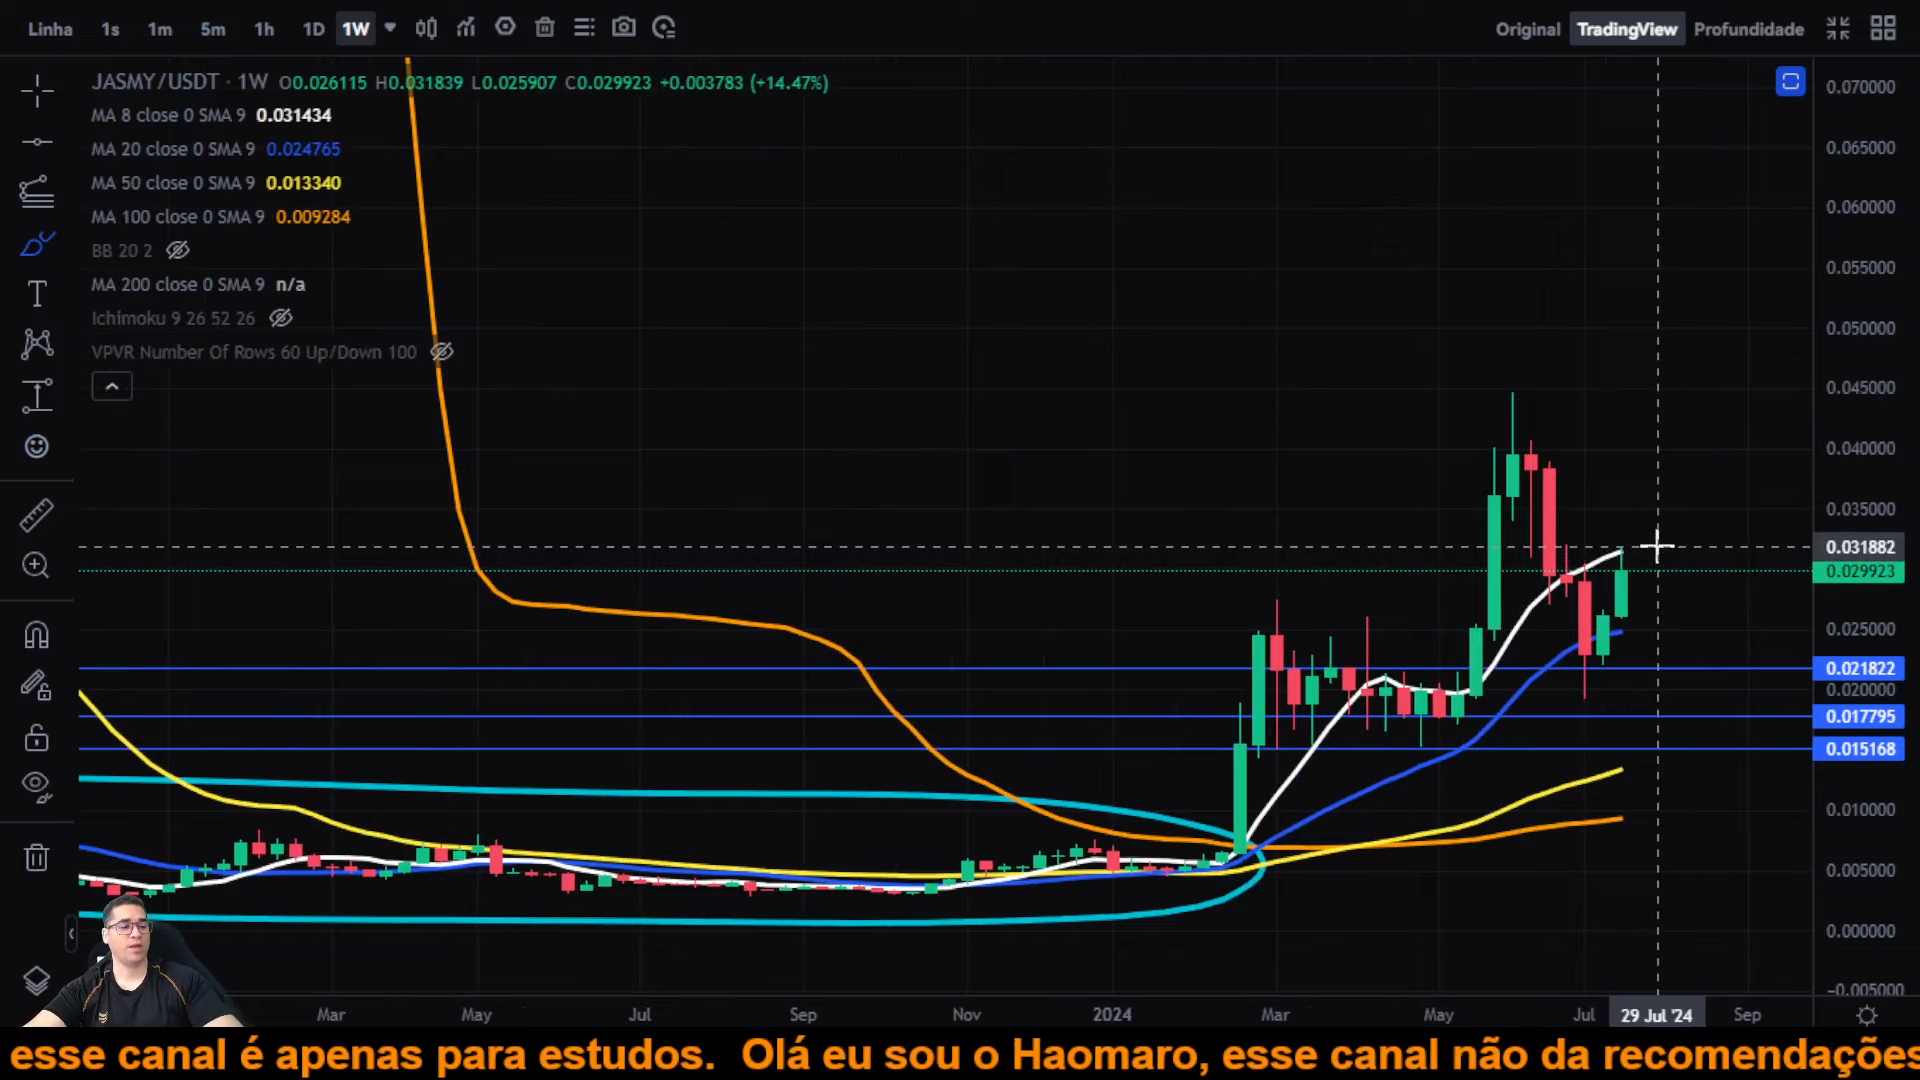 Linha 1s 1m 5m 1h 1D 1W Original TradingView Profundidade
JASMY/USDT · 1W O0.026115 H0.031839 L0.025907 C0.029923 +0.003783 (+14.47%)
MA 8 close 0 SMA 9 0.031434
MA 20 close 0 SMA 9 0.024765
MA 50 close 0 SMA 9 0.013340
MA 100 close 0 SMA 9 0.009284
BB 20 2
MA 200 close 0 SMA 9 n/a
Ichimoku 9 26 52 26
VPVR Number Of Rows 60 Up/Down 100
0.070000
0.065000
0.060000
0.055000
0.050000
0.045000
0.040000
0.035000
0.031882
0.029923
0.025000
0.021822
0.020000
0.017795
0.015168
0.010000
0.005000
0.000000
-0.005000
Mar May Jul Sep Nov 2024 Mar May Jul 29 Jul '24 Sep
esse canal é apenas para estudos. Olá eu sou o Haomaro, esse canal não da recomendações